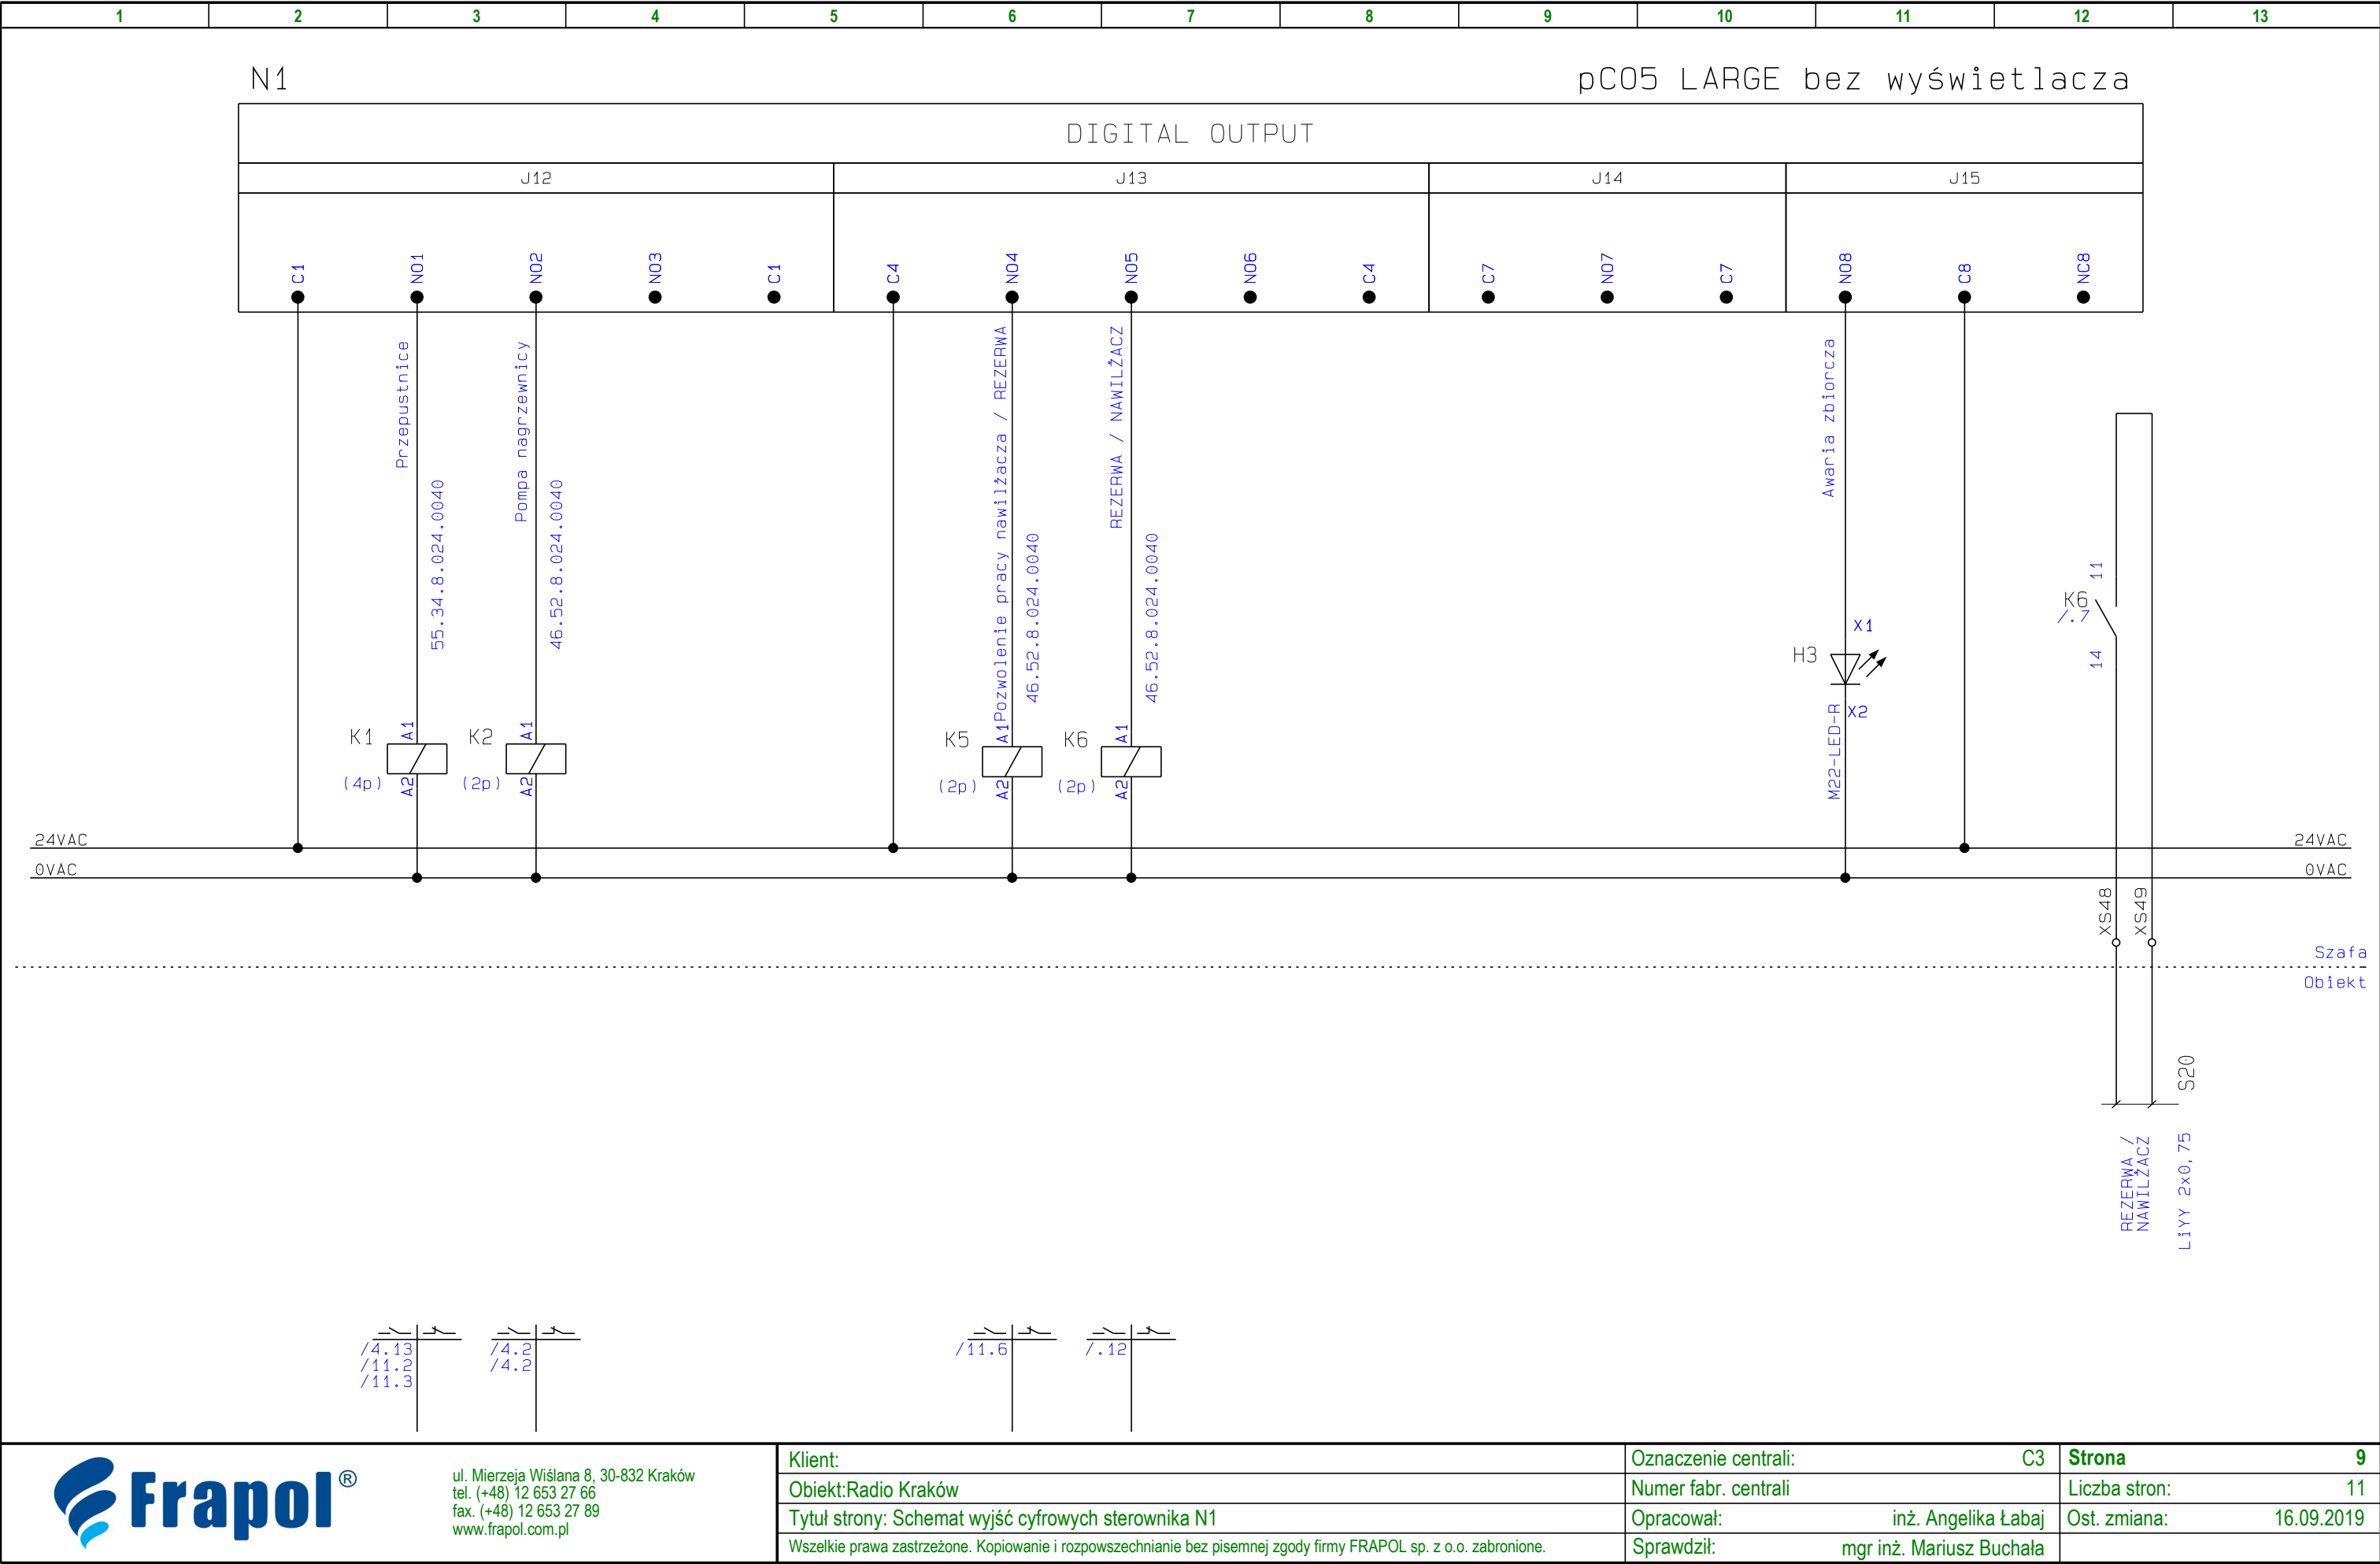 1 2 3 4 5 6 7 8 9 10 11 12 13
N1
pCO5 LARGE bez wyświetlacza
DIGITAL OUTPUT
J12 J13 J14 J15
C1 NO1 NO2 NO3 C1 C4 NO4 NO5 NO6 C4 C7 NO7 C7 NO8 C8 NC8
Przepustnice
55.34.8.024.0040
Pompa nagrzewnicy
46.52.8.024.0040
Pozwolenie pracy nawilżacza / REZERWA
46.52.8.024.0040
REZERWA / NAWILŻACZ
46.52.8.024.0040
Awaria zbiorcza
11
K6
/.7
14
X1
H3
X2
M22-LED-R
K1 A1
(4p) A2
K2 A1
(2p) A2
K5 A1
(2p) A2
K6 A1
(2p) A2
24VAC 24VAC
0VAC 0VAC
XS48 XS49
Szafa
Obiekt
S20
REZERWA /
NAWILŻACZ
LiYY 2x0,75
/4.13
/11.2
/11.3
/4.2
/4.2
/11.6
/.12
Frapol®
ul. Mierzeja Wiślana 8, 30-832 Kraków
tel. (+48) 12 653 27 66
fax. (+48) 12 653 27 89
www.frapol.com.pl
Klient:
Obiekt:Radio Kraków
Tytuł strony: Schemat wyjść cyfrowych sterownika N1
Wszelkie prawa zastrzeżone. Kopiowanie i rozpowszechnianie bez pisemnej zgody firmy FRAPOL sp. z o.o. zabronione.
Oznaczenie centrali: C3
Numer fabr. centrali
Opracował: inż. Angelika Łabaj
Sprawdził: mgr inż. Mariusz Buchała
Strona 9
Liczba stron: 11
Ost. zmiana: 16.09.2019